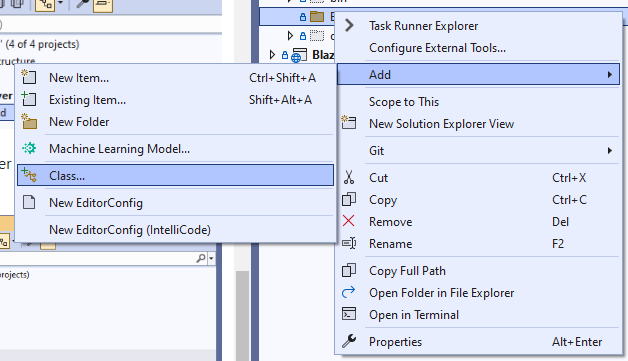 ' (4 of 4 projects)
Blaz
Task Runner Explorer
Configure External Tools...
Add
Scope to This
New Solution Explorer View
Git
Cut Ctrl+X
Copy Ctrl+C
Remove Del
Rename F2
Copy Full Path
Open Folder in File Explorer
Open in Terminal
Properties Alt+Enter
New Item... Ctrl+Shift+A
Existing Item... Shift+Alt+A
New Folder
Machine Learning Model...
Class...
New EditorConfig
New EditorConfig (IntelliCode)
rojects)